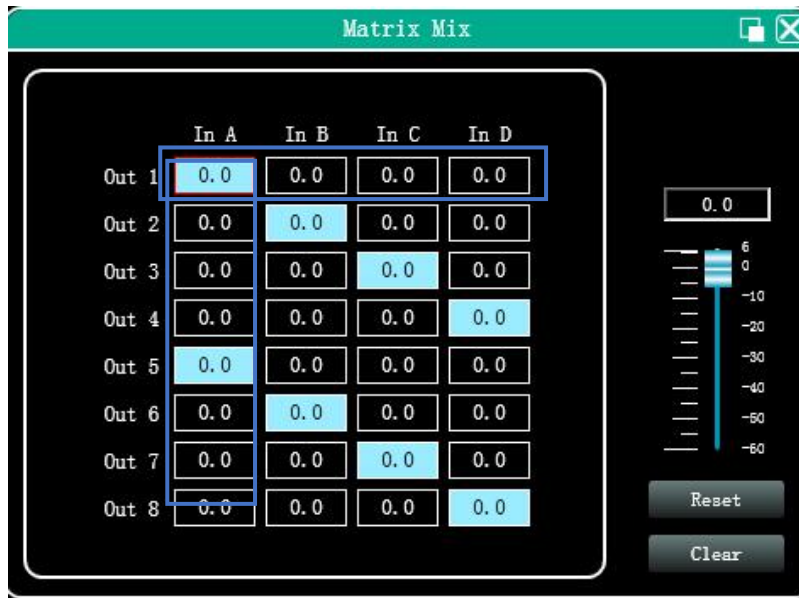 Matrix Mix
In A In B In C In D
Out 1 0.0 0.0 0.0 0.0
Out 2 0.0 0.0 0.0 0.0
Out 3 0.0 0.0 0.0 0.0
Out 4 0.0 0.0 0.0 0.0
Out 5 0.0 0.0 0.0 0.0
Out 6 0.0 0.0 0.0 0.0
Out 7 0.0 0.0 0.0 0.0
Out 8 0.0 0.0 0.0 0.0
0.0
6
0
-10
-20
-30
-40
-50
-60
Reset
Clear